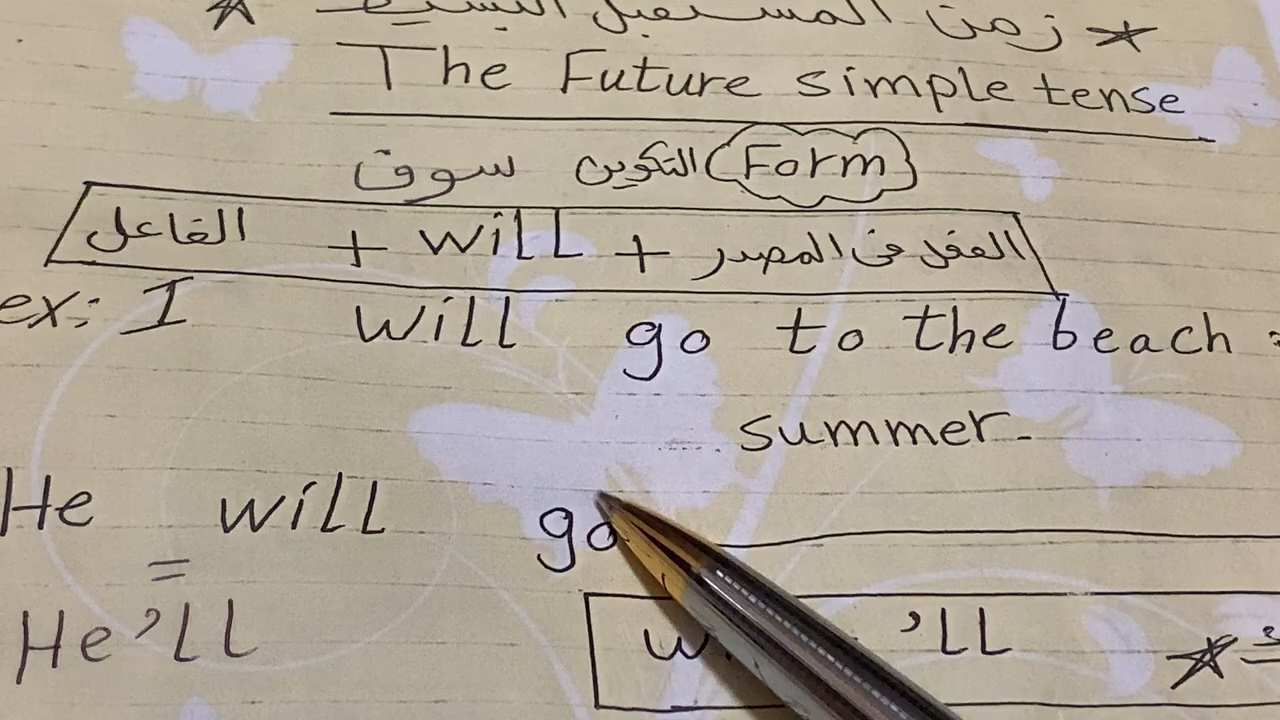 * زمن المستقبل البسيط *
The Future simple tense
سوف التكوين (Form)
الفاعل + will + الفعل فى المصدر
ex: I will go to the beach
summer.
He will go
=
He'll
'll *